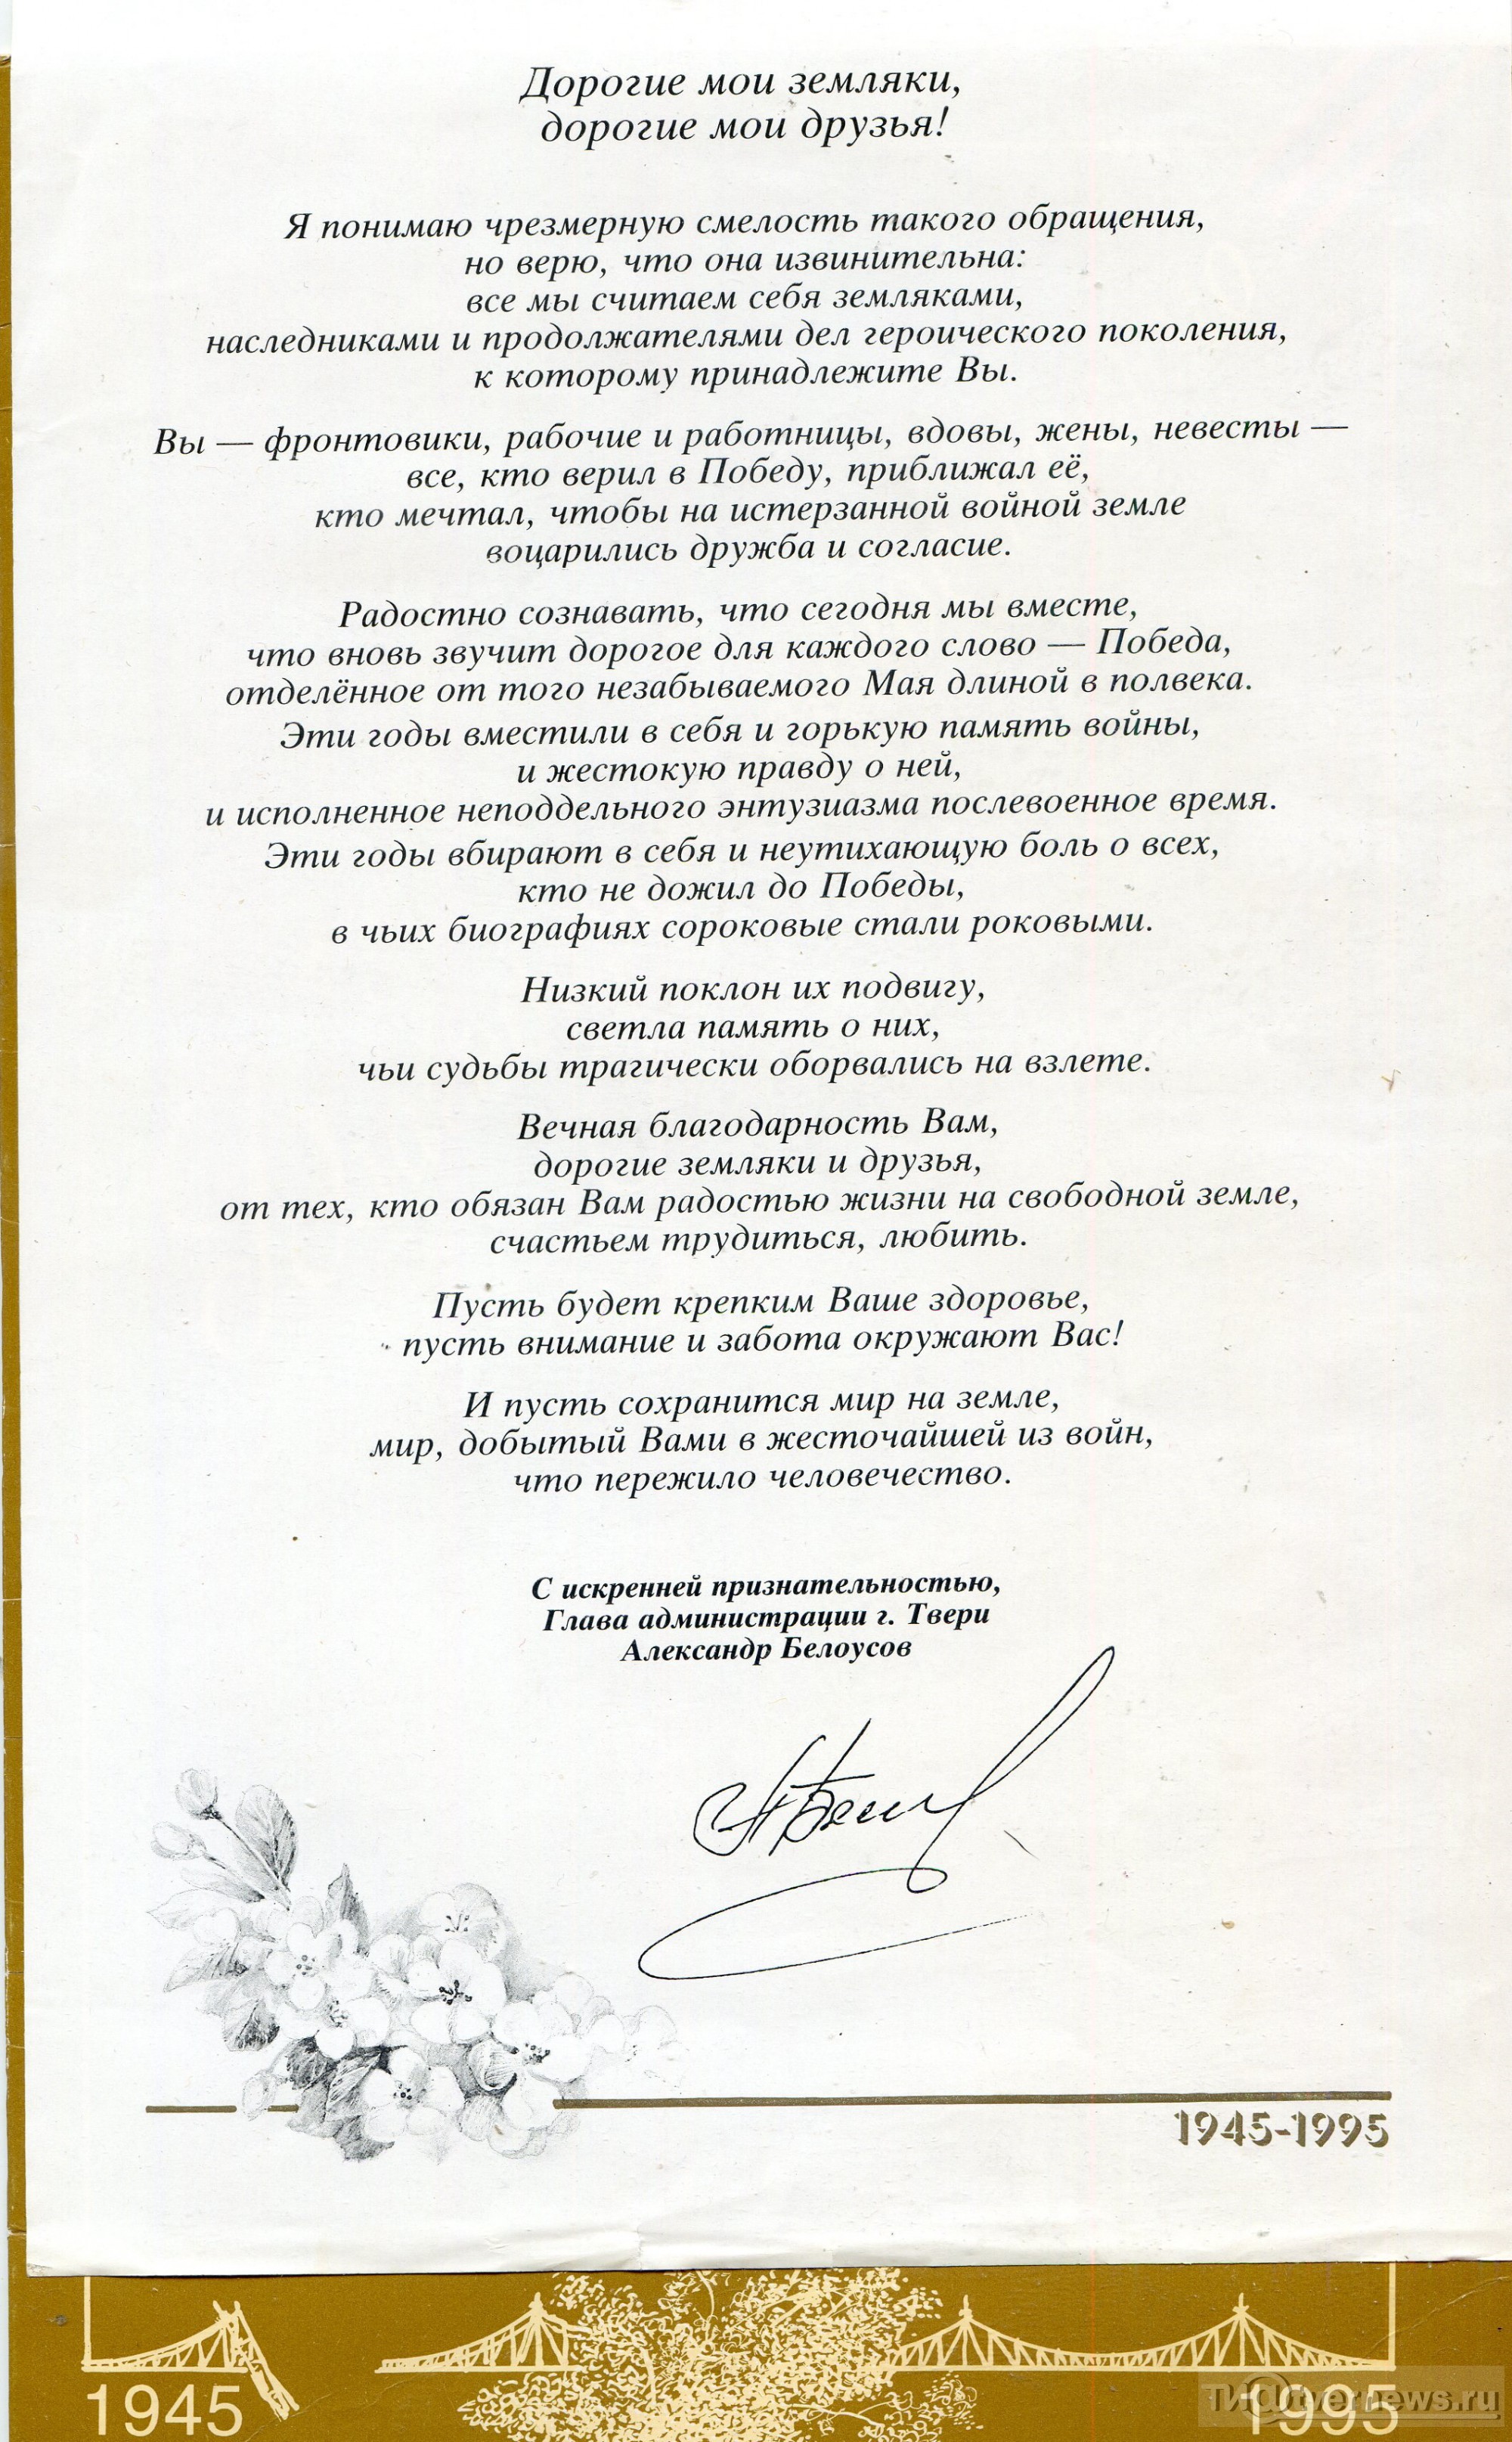 Дорогие мои земляки,
дорогие мои друзья!
Я понимаю чрезмерную смелость такого обращения,
но верю, что она извинительна:
все мы считаем себя земляками,
наследниками и продолжателями дел героического поколения,
к которому принадлежите Вы.
Вы — фронтовики, рабочие и работницы, вдовы, жены, невесты —
все, кто верил в Победу, приближал её,
кто мечтал, чтобы на истерзанной войной земле
воцарились дружба и согласие.
Радостно сознавать, что сегодня мы вместе,
что вновь звучит дорогое для каждого слово — Победа,
отделённое от того незабываемого Мая длиной в полвека.
Эти годы вместили в себя и горькую память войны,
и жестокую правду о ней,
и исполненное неподдельного энтузиазма послевоенное время.
Эти годы вбирают в себя и неутихающую боль о всех,
кто не дожил до Победы,
в чьих биографиях сороковые стали роковыми.
Низкий поклон их подвигу,
светла память о них,
чьи судьбы трагически оборвались на взлете.
Вечная благодарность Вам,
дорогие земляки и друзья,
от тех, кто обязан Вам радостью жизни на свободной земле,
счастьем трудиться, любить.
Пусть будет крепким Ваше здоровье,
пусть внимание и забота окружают Вас!
И пусть сохранится мир на земле,
мир, добытый Вами в жесточайшей из войн,
что пережило человечество.
С искренней признательностью,
Глава администрации г. Твери
Александр Белоусов
1945-1995
1945
1995
ТИ@tvernews.ru